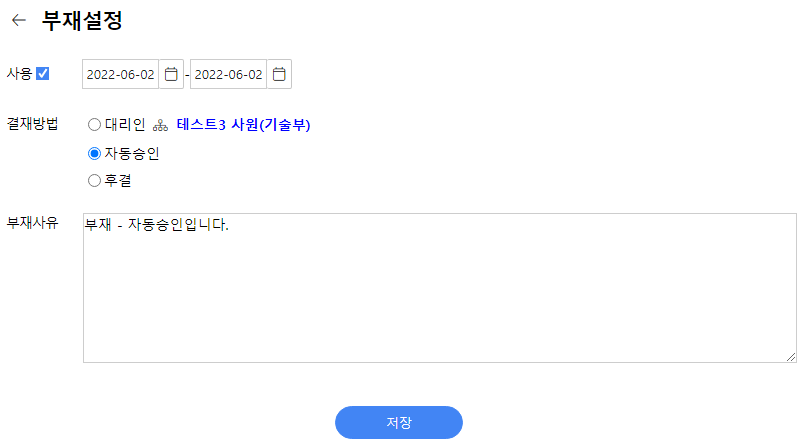 부재설정
사용 2022-06-02 - 2022-06-02
결재방법 대리인 테스트3 사원(기술부)
자동승인
후결
부재사유 부재 - 자동승인입니다.
저장